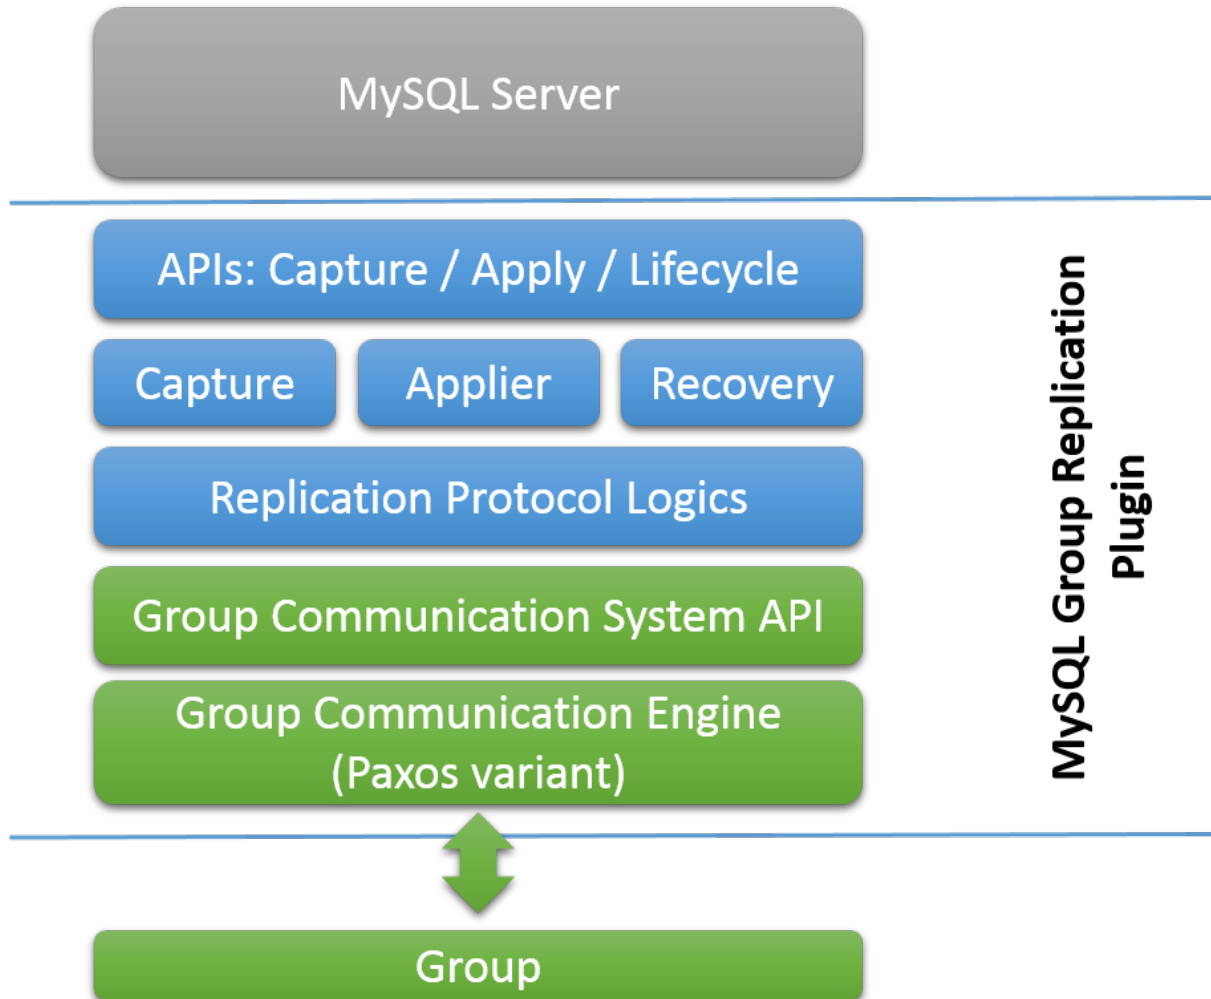 MySQL Server
APIs: Capture / Apply / Lifecycle
Capture
Applier
Recovery
Replication Protocol Logics
Group Communication System API
Group Communication Engine
(Paxos variant)
Group
MySQL Group Replication
Plugin